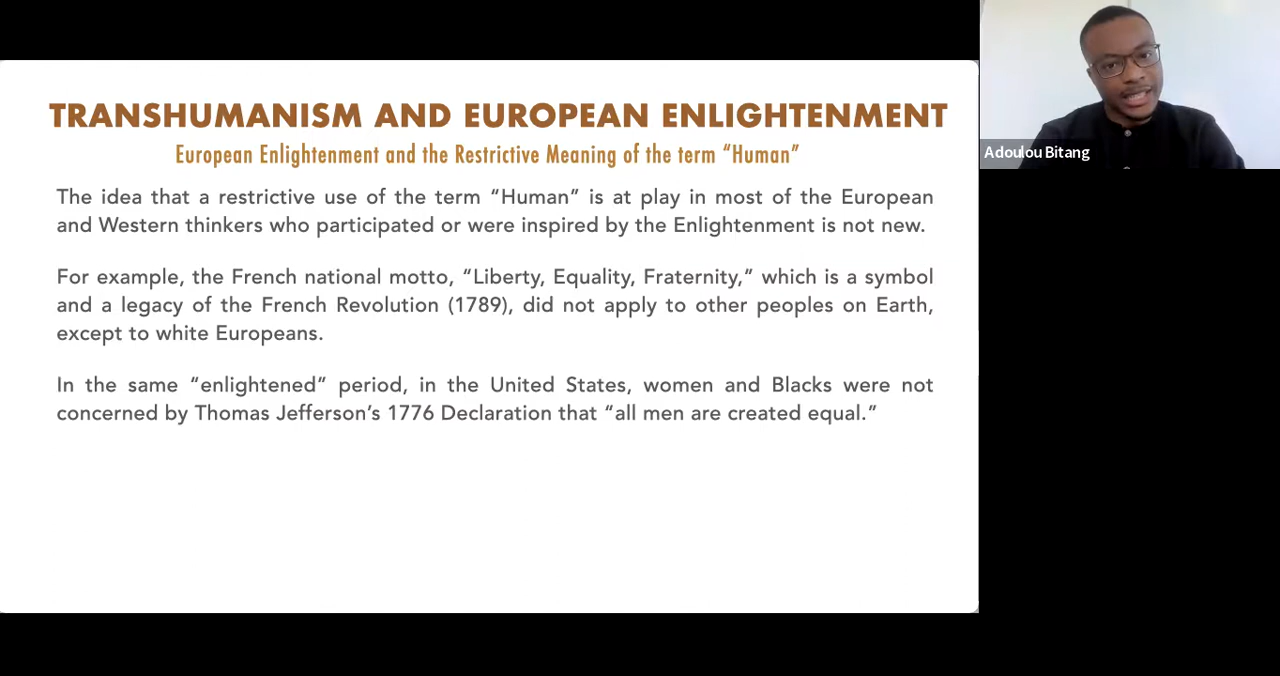 TRANSHUMANISM AND EUROPEAN ENLIGHTENMENT
European Enlightenment and the Restrictive Meaning of the term “Human”
The idea that a restrictive use of the term “Human” is at play in most of the European
and Western thinkers who participated or were inspired by the Enlightenment is not new.
For example, the French national motto, “Liberty, Equality, Fraternity,” which is a symbol
and a legacy of the French Revolution (1789), did not apply to other peoples on Earth,
except to white Europeans.
In the same “enlightened” period, in the United States, women and Blacks were not
concerned by Thomas Jefferson’s 1776 Declaration that “all men are created equal.”
Adoulou Bitang